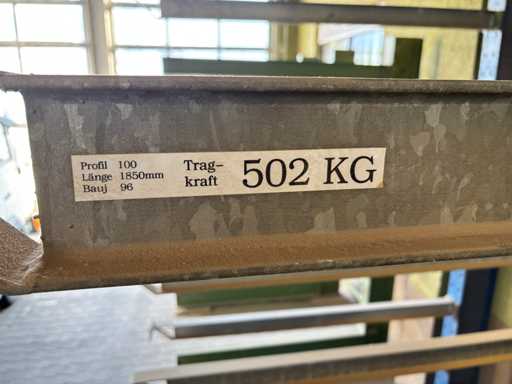 Profil 100
Länge 1850mm
Bauj 96
Trag-
kraft
502 KG